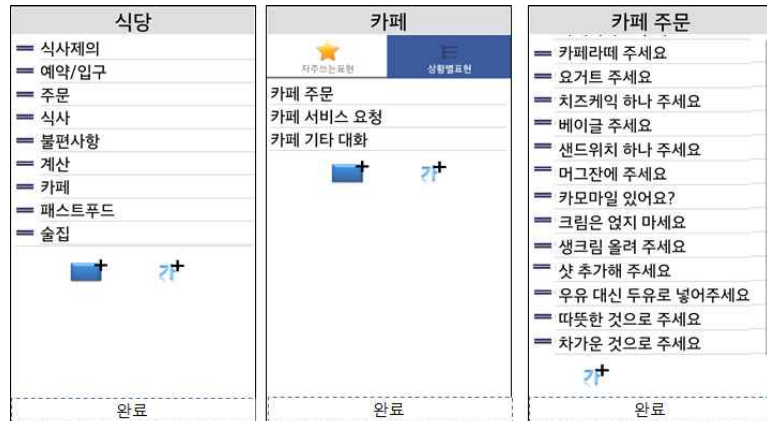 식당
식사제의
예약/입구
주문
식사
불편사항
계산
카페
패스트푸드
술집
가
완료
카페
자주쓰는표현
상황별표현
카페 주문
카페 서비스 요청
카페 기타 대화
가
완료
카페 주문
카페라떼 주세요
요거트 주세요
치즈케익 하나 주세요
베이글 주세요
샌드위치 하나 주세요
머그잔에 주세요
카모마일 있어요?
크림은 얹지 마세요
생크림 올려 주세요
샷 추가해 주세요
우유 대신 두유로 넣어주세요
따뜻한 것으로 주세요
차가운 것으로 주세요
가
완료